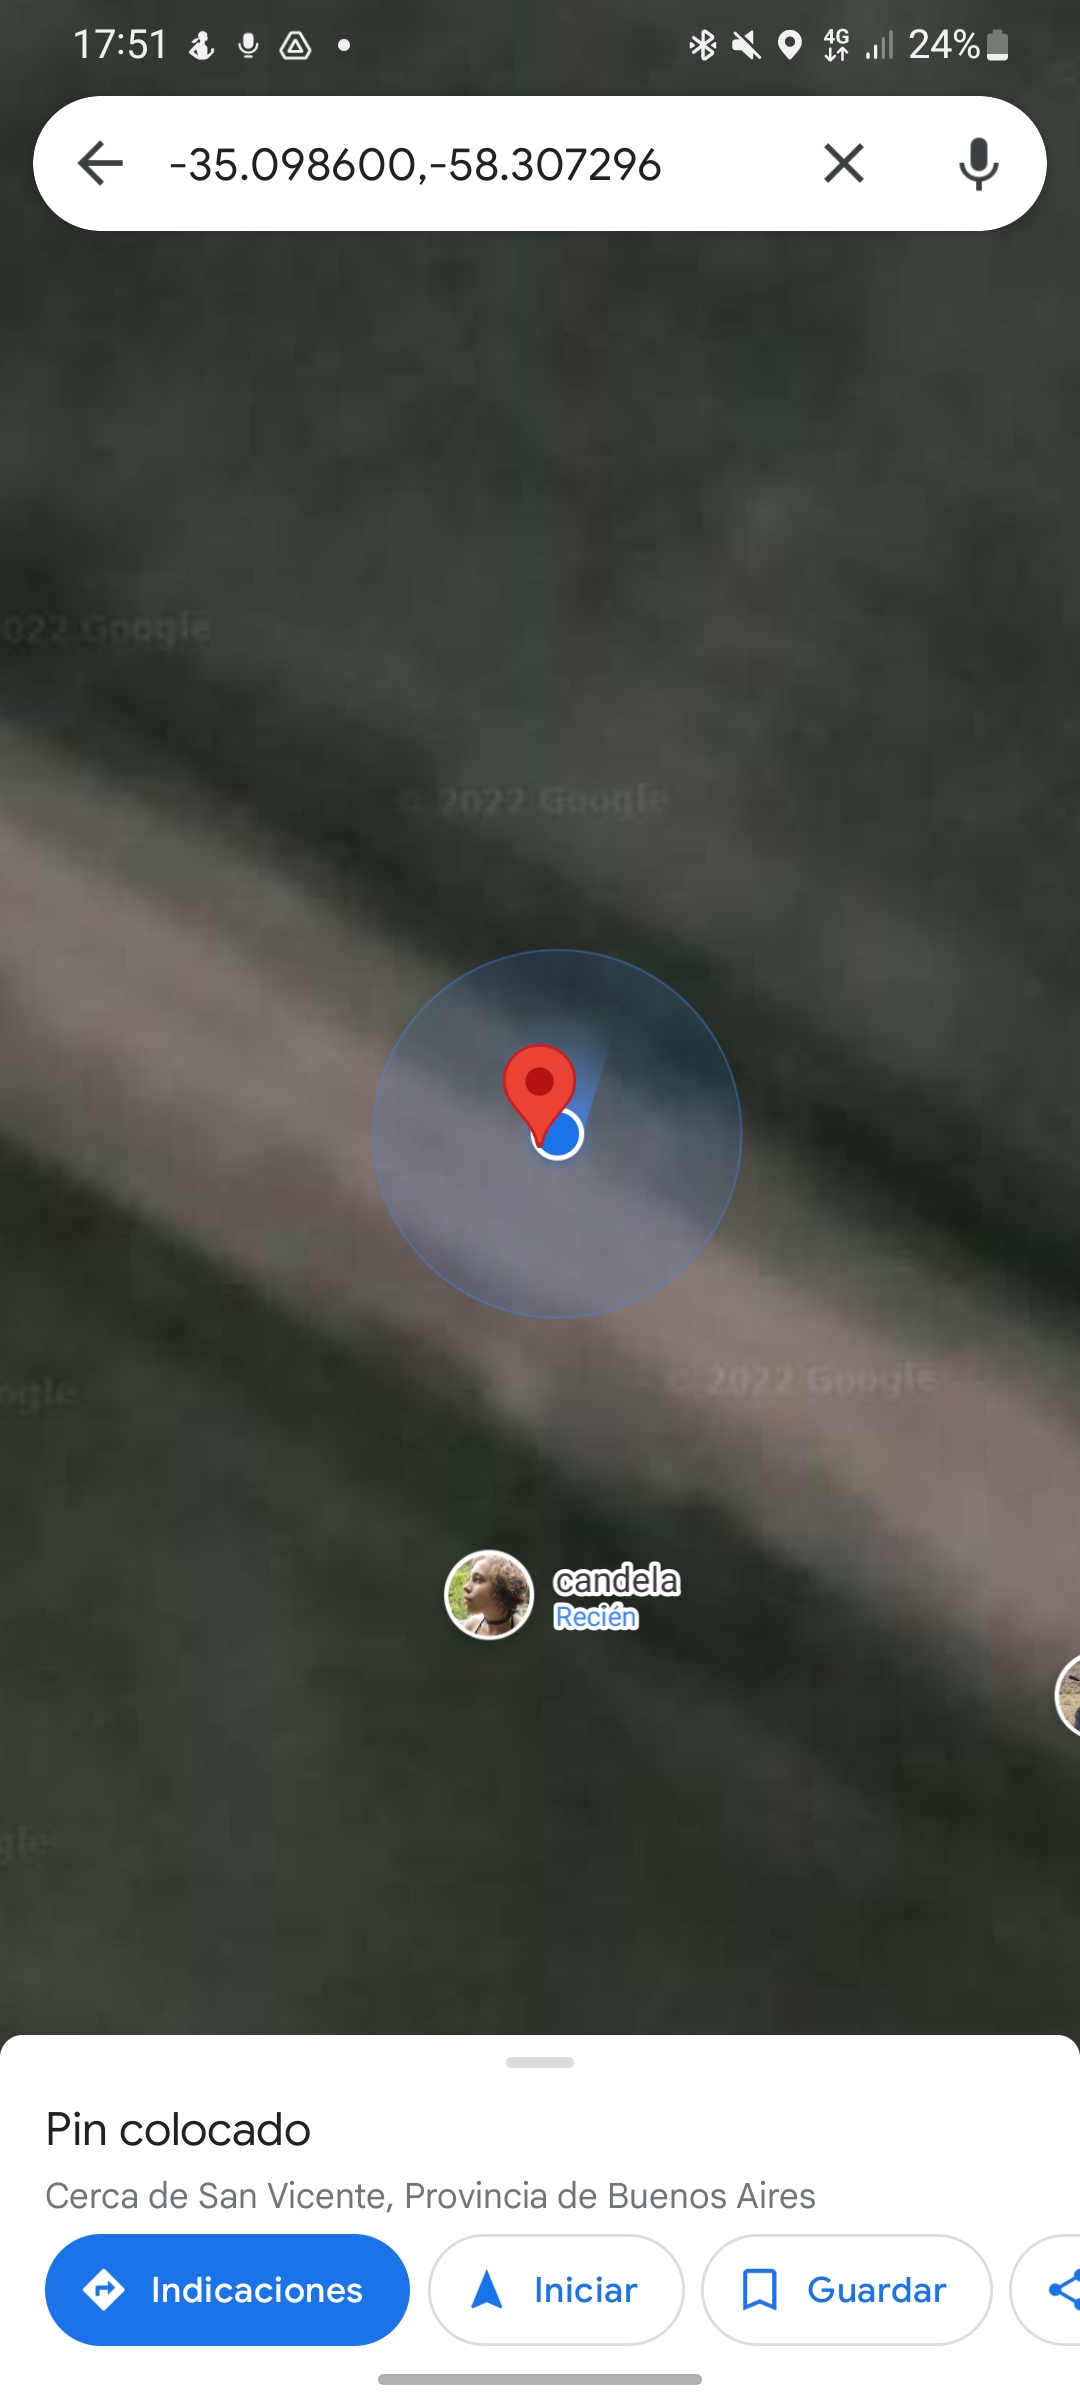 17:51
4G
24%
-35.098600,-58.307296
022 Google
© 2022 Google
ogle
© 2022 Google
candela
Recién
gle
Pin colocado
Cerca de San Vicente, Provincia de Buenos Aires
Indicaciones
Iniciar
Guardar